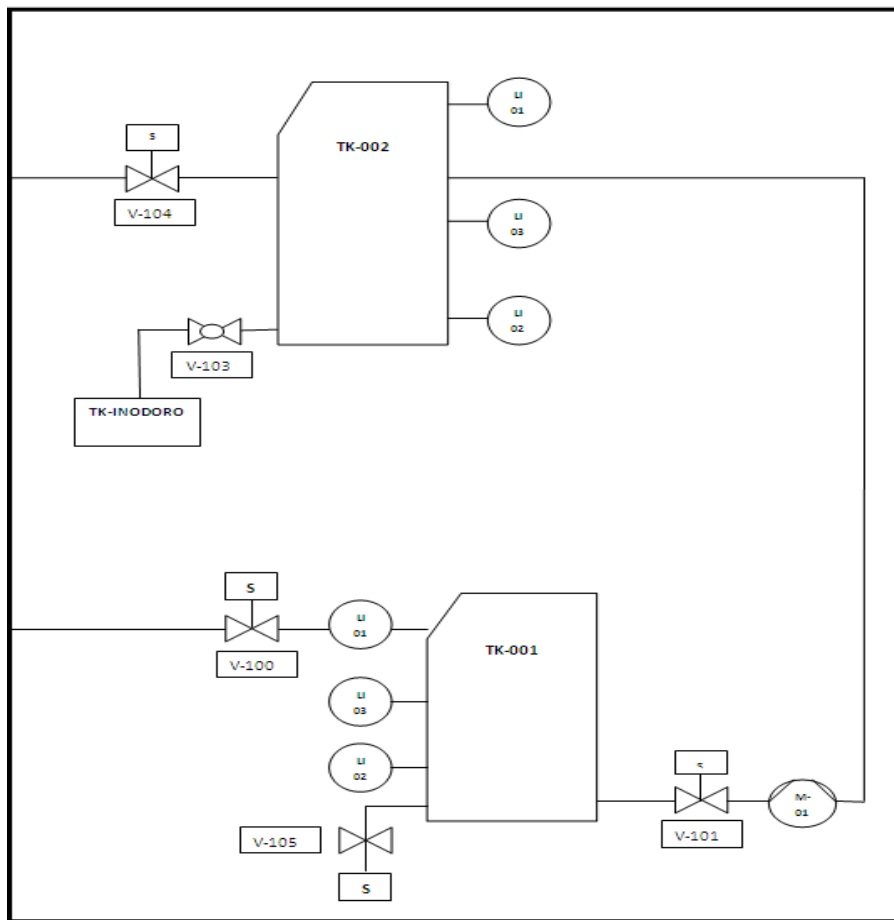 LI
01
S
TK-002
V-104
LI
03
LI
02
V-103
TK-INODORO
S
LI
01
TK-001
V-100
LI
03
LI
02
S
M-
01
V-105
V-101
S